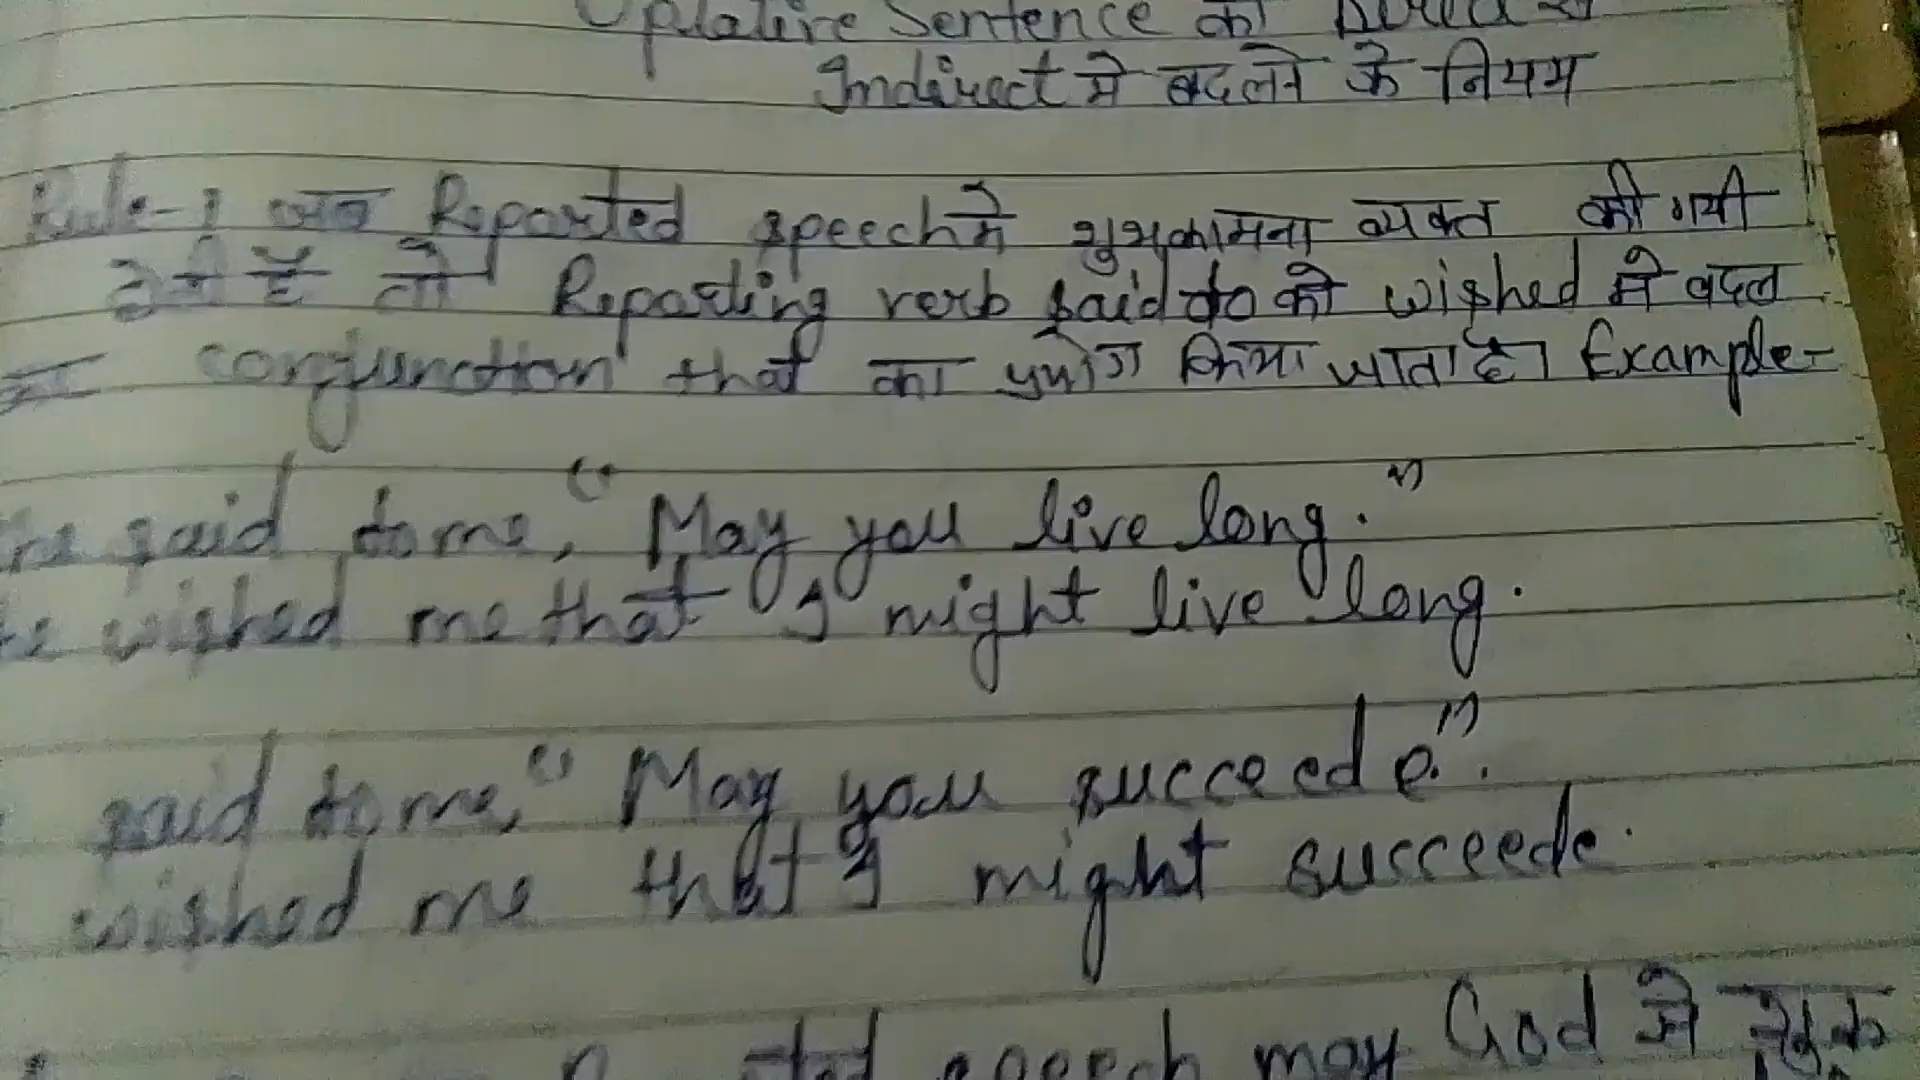 Sentence को
Indirect मे बदलने के नियम
Rule-1 जब Reported speech मे शुभकामना व्यक्त की गयी
है तो Reporting verb said to को wished मे बदल
conjunction that का प्रयोग किया जाता है। Example-
he said to me, "May you live long."
He wished me that I might live long.
said to me, "May you succeede.".
wished me that I might succeede.
speech may God से